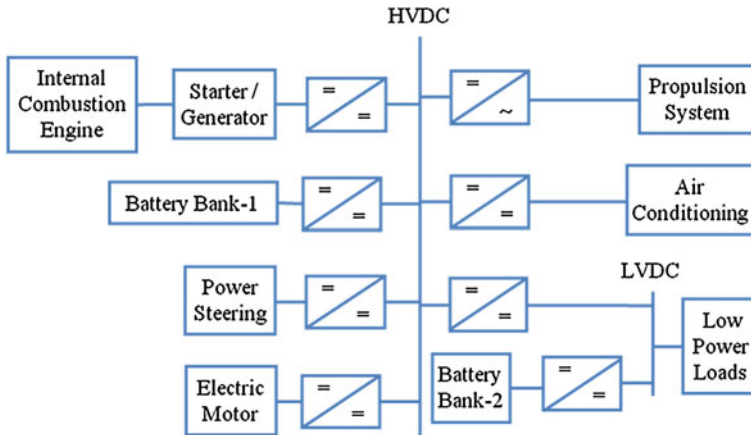 HVDC
Internal
Combustion
Engine
Starter /
Generator
=
=
=
~
Propulsion
System
Battery Bank-1
=
=
=
=
Air
Conditioning
Power
Steering
=
=
=
=
LVDC
Low
Power
Loads
Electric
Motor
=
=
Battery
Bank-2
=
=